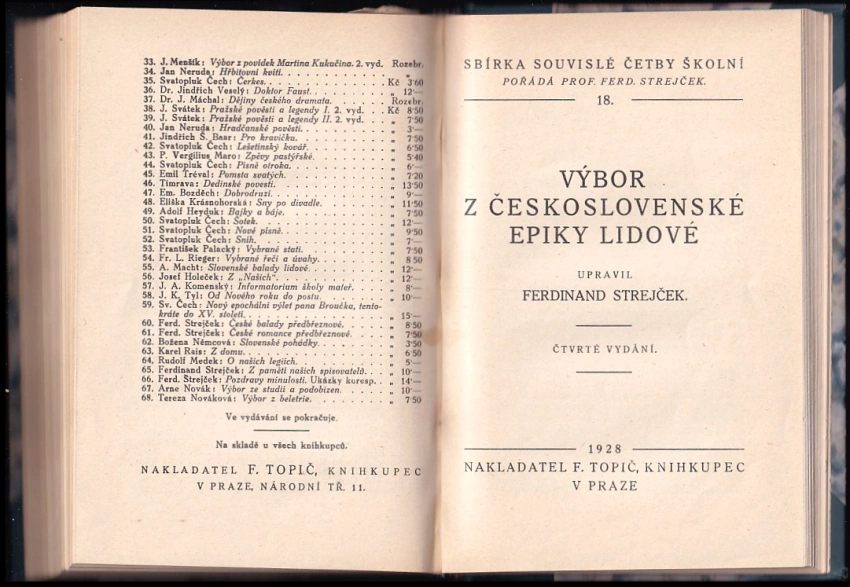 33. J. Menšík: Výbor z povídek Martina Kukučína. 2. vyd. Rozebr.
34. Jan Neruda: Hřbitovní kvítí. „
35. Svatopluk Čech: Čerkes. Kč 3·60
36. Dr. Jindřich Veselý: Doktor Faust. „ 12·—
37. Dr. J. Máchal: Dějiny českého dramata. Rozebr.
38. J. Svátek: Pražské pověsti a legendy I. 2. vyd. Kč 8·50
39. J. Svátek: Pražské pověsti a legendy II. 2. vyd. „ 7·50
40. Jan Neruda: Hradčanské pověsti. „ 3·—
41. Jindřich Š. Baar: Pro kravičku. „ 7·50
42. Svatopluk Čech: Lešetínský kovář. „ 6·50
43. P. Vergilius Maro: Zpěvy pastýřské. „ 5·40
44. Svatopluk Čech: Písně otroka. „ 6·—
45. Emil Tréval: Pomsta svatých. „ 7·20
46. Timrava: Dedinské povesti. „ 13·50
47. Em. Bozděch: Dobrodruzi. „ 9·—
48. Eliška Krásnohorská: Sny po divadle. „ 11·50
49. Adolf Heyduk: Bajky a báje. „ 7·50
50. Svatopluk Čech: Sotek. „ 12·—
51. Svatopluk Čech: Nové písně. „ 9·50
52. Svatopluk Čech: Sníh. „ 7·—
53. František Palacký: Vybrané stati. „ 7·50
54. Fr. L. Rieger: Vybrané řeči a úvahy. „ 8·50
55. A. Macht: Slovenské balady lidové. „ 12·—
56. Josef Holeček: Z „Našich“. „ 12·—
57. J. A. Komenský: Informatorium školy mateř. „ 8·—
58. J. K. Tyl: Od Nového roku do postu. „ 10·—
59. Sv. Čech: Nový epochální výlet pana Broučka, tento-
kráte do XV. století. „ 15·—
60. Ferd. Strejček: České balady předbřeznové. „ 8·50
61. Ferd. Strejček: České romance předbřeznové. „ 7·50
62. Božena Němcová: Slovenské pohádky. „ 3·50
63. Karel Rais: Z domu. „ 6·50
64. Rudolf Medek: O našich legiích. „ 5·—
65. Ferdinand Strejček: Z pamětí našich spisovatelů. „ 10·—
66. Ferd. Strejček: Pozdravy minulosti. Ukázky koresp. „ 14·—
67. Arne Novák: Výbor ze studií a podobizen. „ 10·—
68. Tereza Nováková: Výbor z beletrie. „ 7·50
Ve vydávání se pokračuje.
Na skladě u všech knihkupců.
NAKLADATEL F. TOPIČ, KNIHKUPEC
V PRAZE, NÁRODNÍ TŘ. 11.
SBÍRKA SOUVISLÉ ČETBY ŠKOLNÍ
POŘÁDÁ PROF. FERD. STREJČEK.
18.
VÝBOR
Z ČESKOSLOVENSKÉ
EPIKY LIDOVÉ
UPRAVIL
FERDINAND STREJČEK.
ČTVRTÉ VYDÁNÍ.
1928
NAKLADATEL F. TOPIČ, KNIHKUPEC
V PRAZE